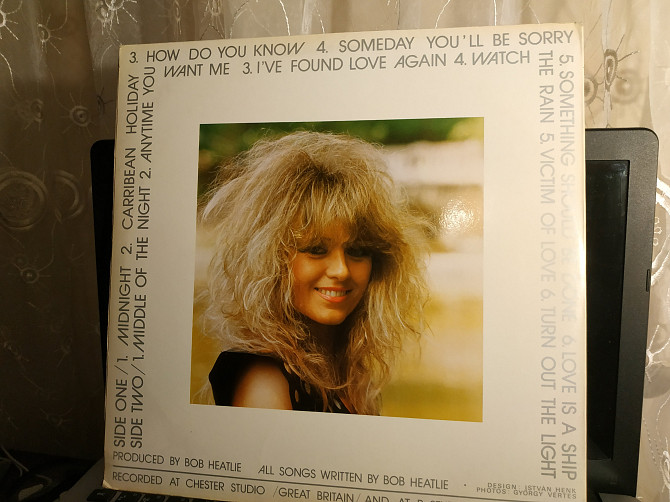 SIDE ONE/1. MIDNIGHT 2. CARRIBEAN HOLIDAY
3. HOW DO YOU KNOW 4. SOMEDAY YOU'LL BE SORRY
5. SOMETHING SHOULD BE DONE 6. LOVE IS A SHIP
SIDE TWO/1. MIDDLE OF THE NIGHT 2. ANYTIME YOU
WANT ME 3. I'VE FOUND LOVE AGAIN 4. WATCH
THE RAIN 5. VICTIM OF LOVE 6. TURN OUT THE LIGHT
PRODUCED BY BOB HEATLIE ALL SONGS WRITTEN BY BOB HEATLIE
DESIGN: ISTVÁN HENK
PHOTOS: GYÖRGY VERTES
RECORDED AT CHESTER STUDIO /GREAT BRITAIN/ AND AT